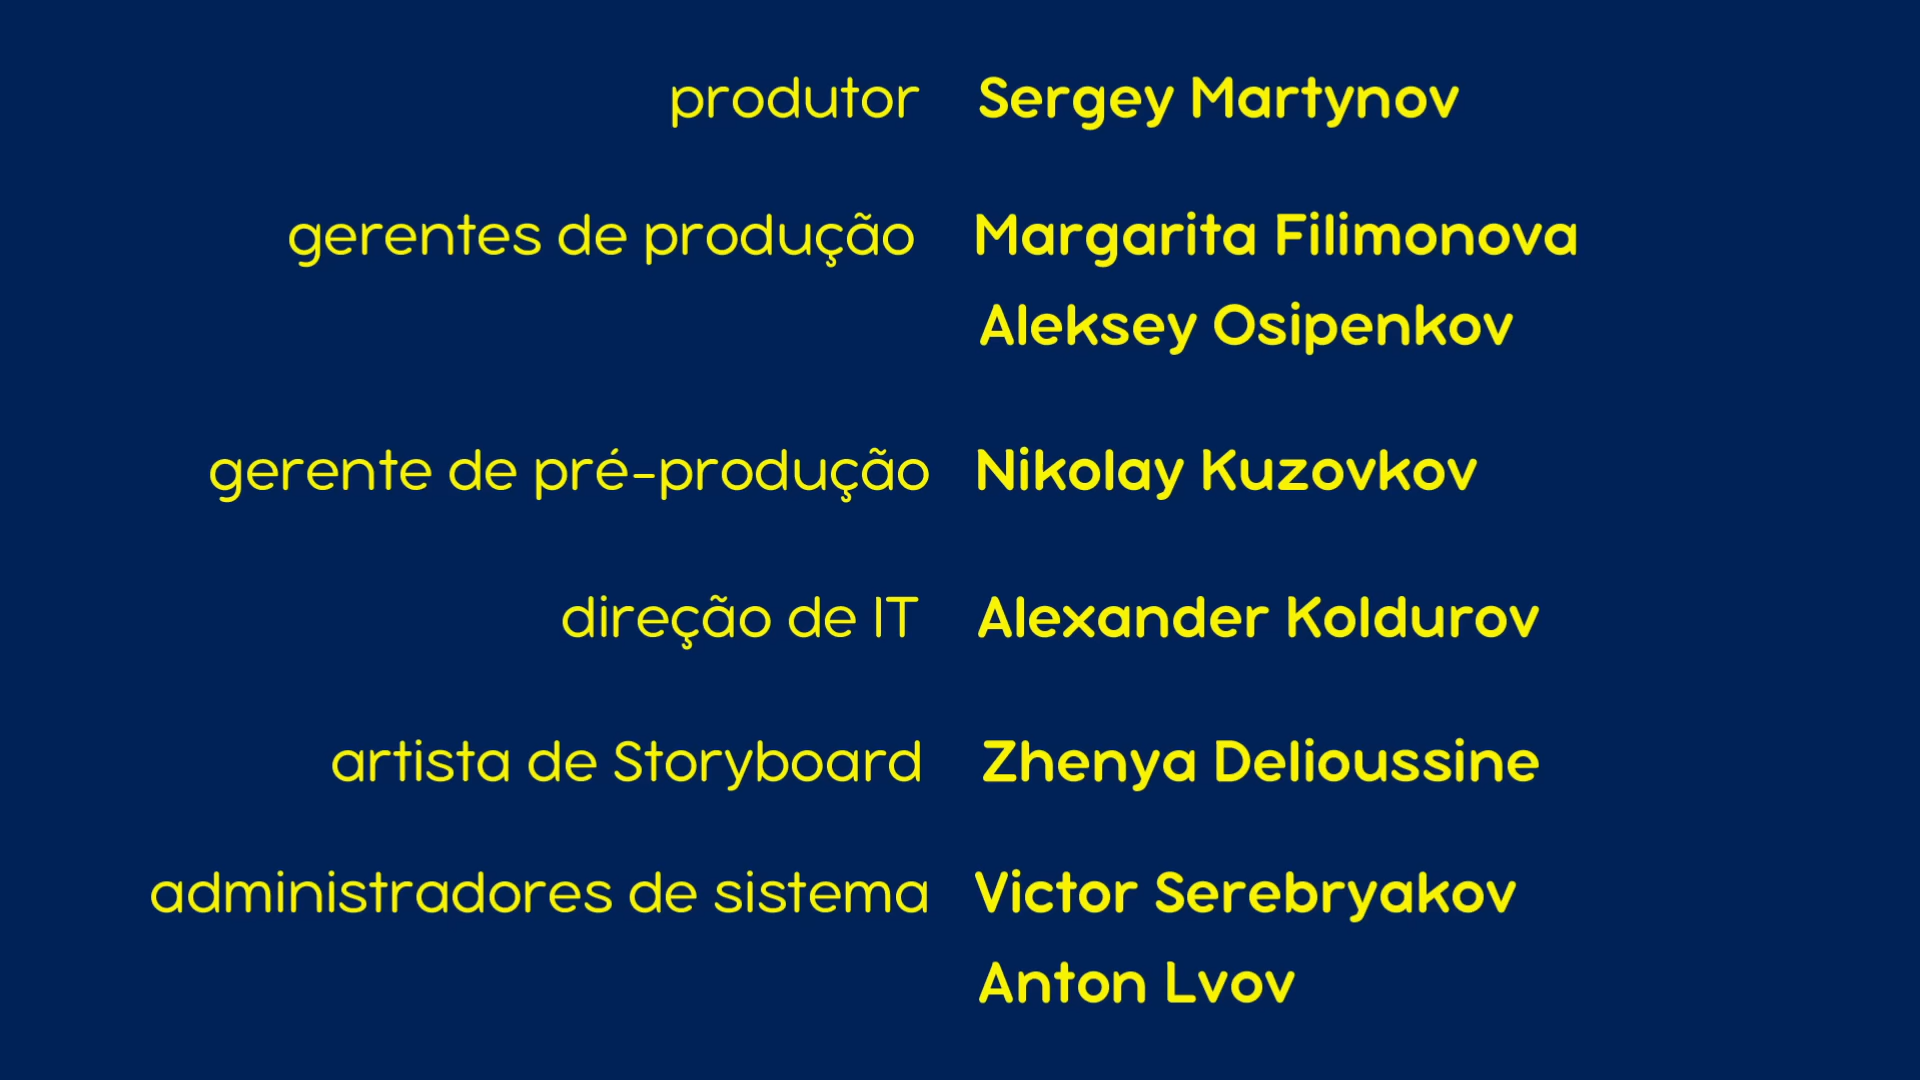 produtor Sergey Martynov
gerentes de produção Margarita Filimonova
Aleksey Osipenkov
gerente de pré-produção Nikolay Kuzovkov
direção de IT Alexander Koldurov
artista de Storyboard Zhenya Delioussine
administradores de sistema Victor Serebryakov
Anton Lvov